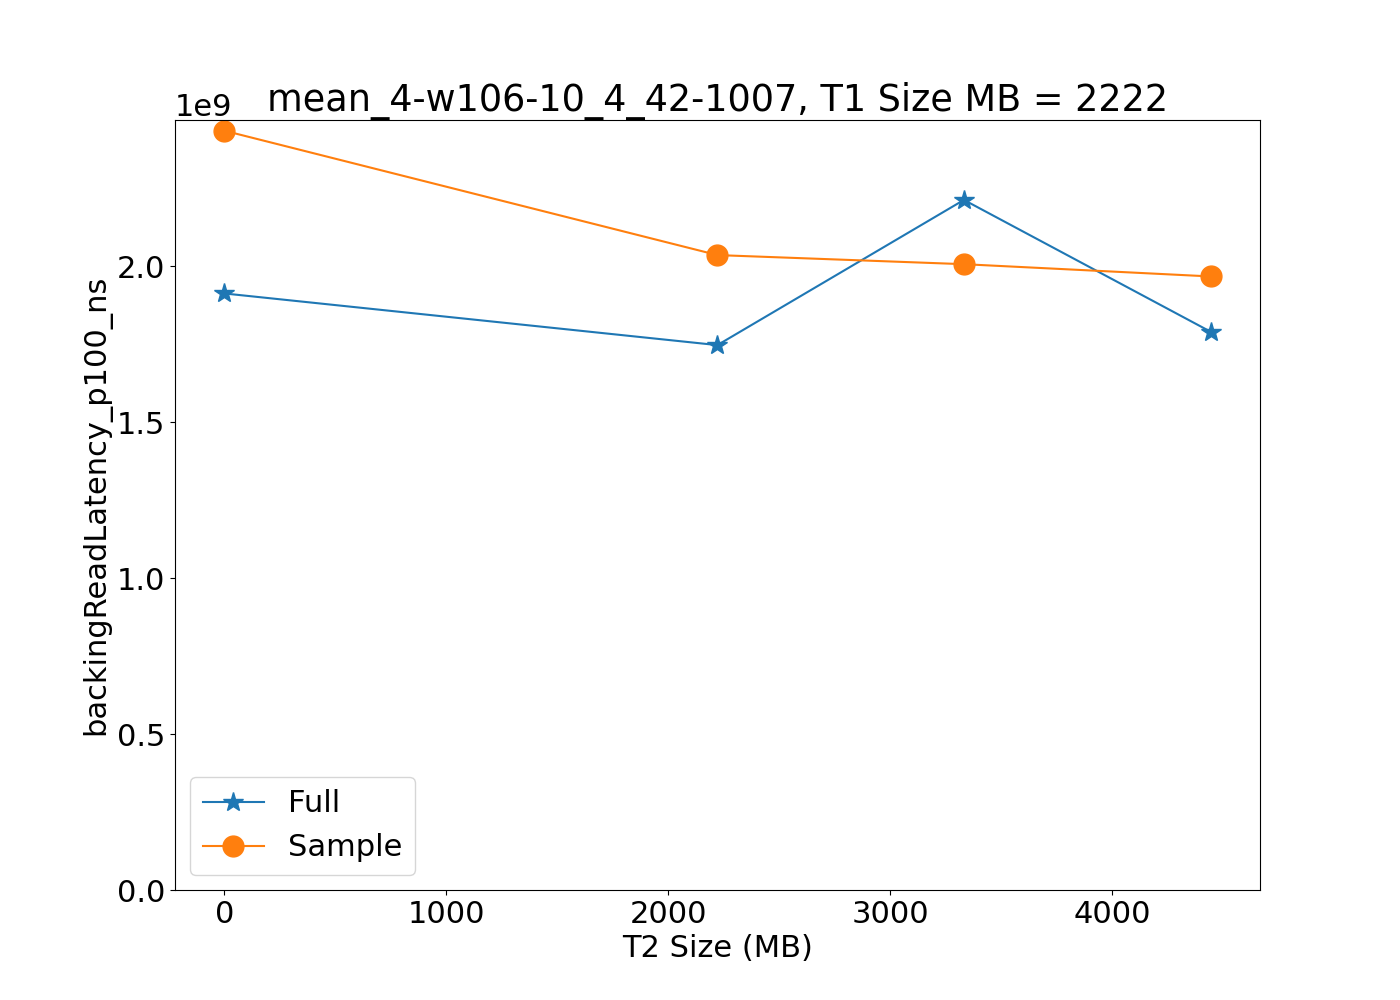 mean_4-w106-10_4_42-1007, T1 Size MB = 2222
1e9
backingReadLatency_p100_ns
2.0
1.5
1.0
0.5
0.0
Full
Sample
0 1000 2000 3000 4000
T2 Size (MB)